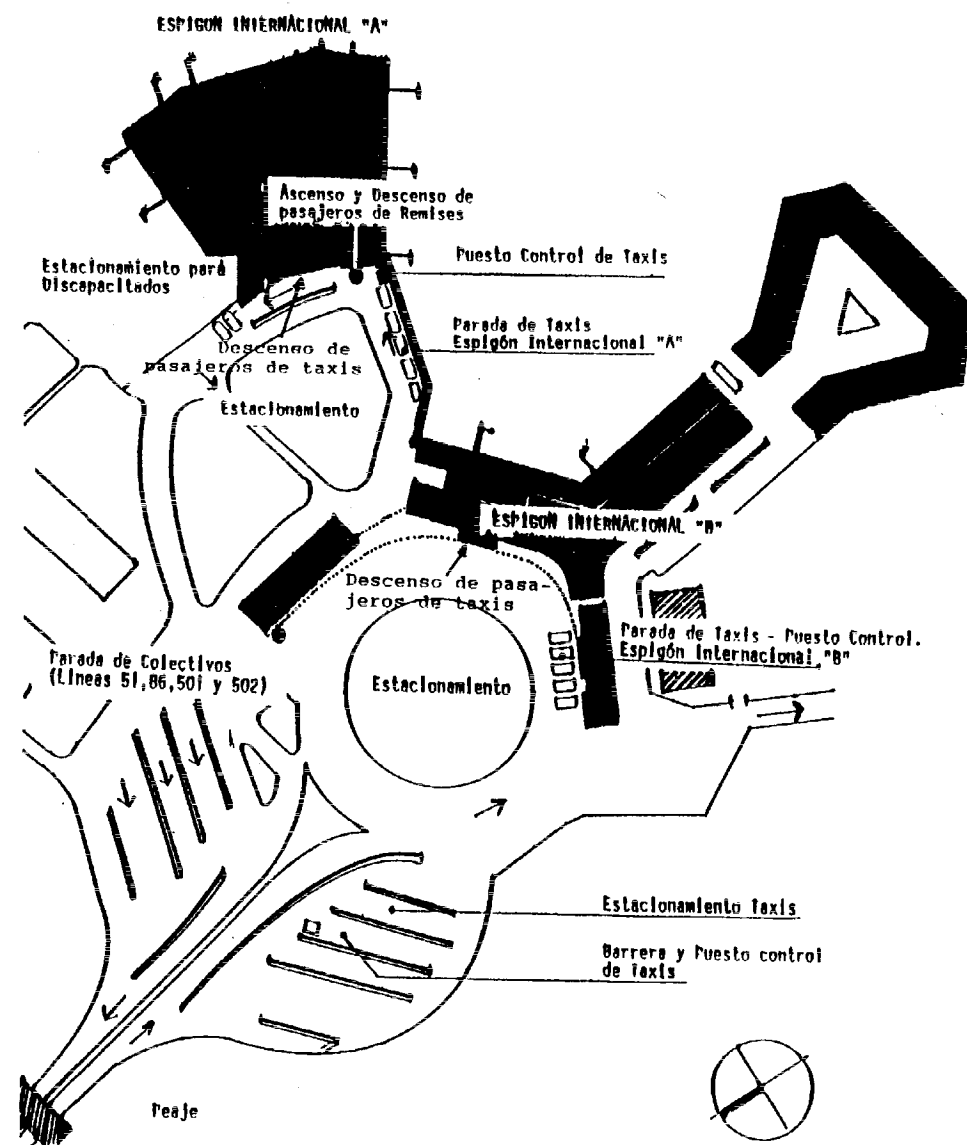 ESPIGON INTERNACIONAL "A"
Ascenso y Descenso de
pasajeros de Remises
Puesto Control de Taxis
Estacionamiento para
Discapacitados
Parada de Taxis
Espigón Internacional "A"
Descenso de
pasajeros de taxis
Estacionamiento
ESPIGON INTERNACIONAL "B"
Descenso de pasa-
jeros de taxis
Parada de Taxis - Puesto Control.
Espigón Internacional "B"
Parada de Colectivos
(Líneas 51,86,501 y 502)
Estacionamiento
Estacionamiento Taxis
Barrera y Puesto control
de Taxis
Peaje